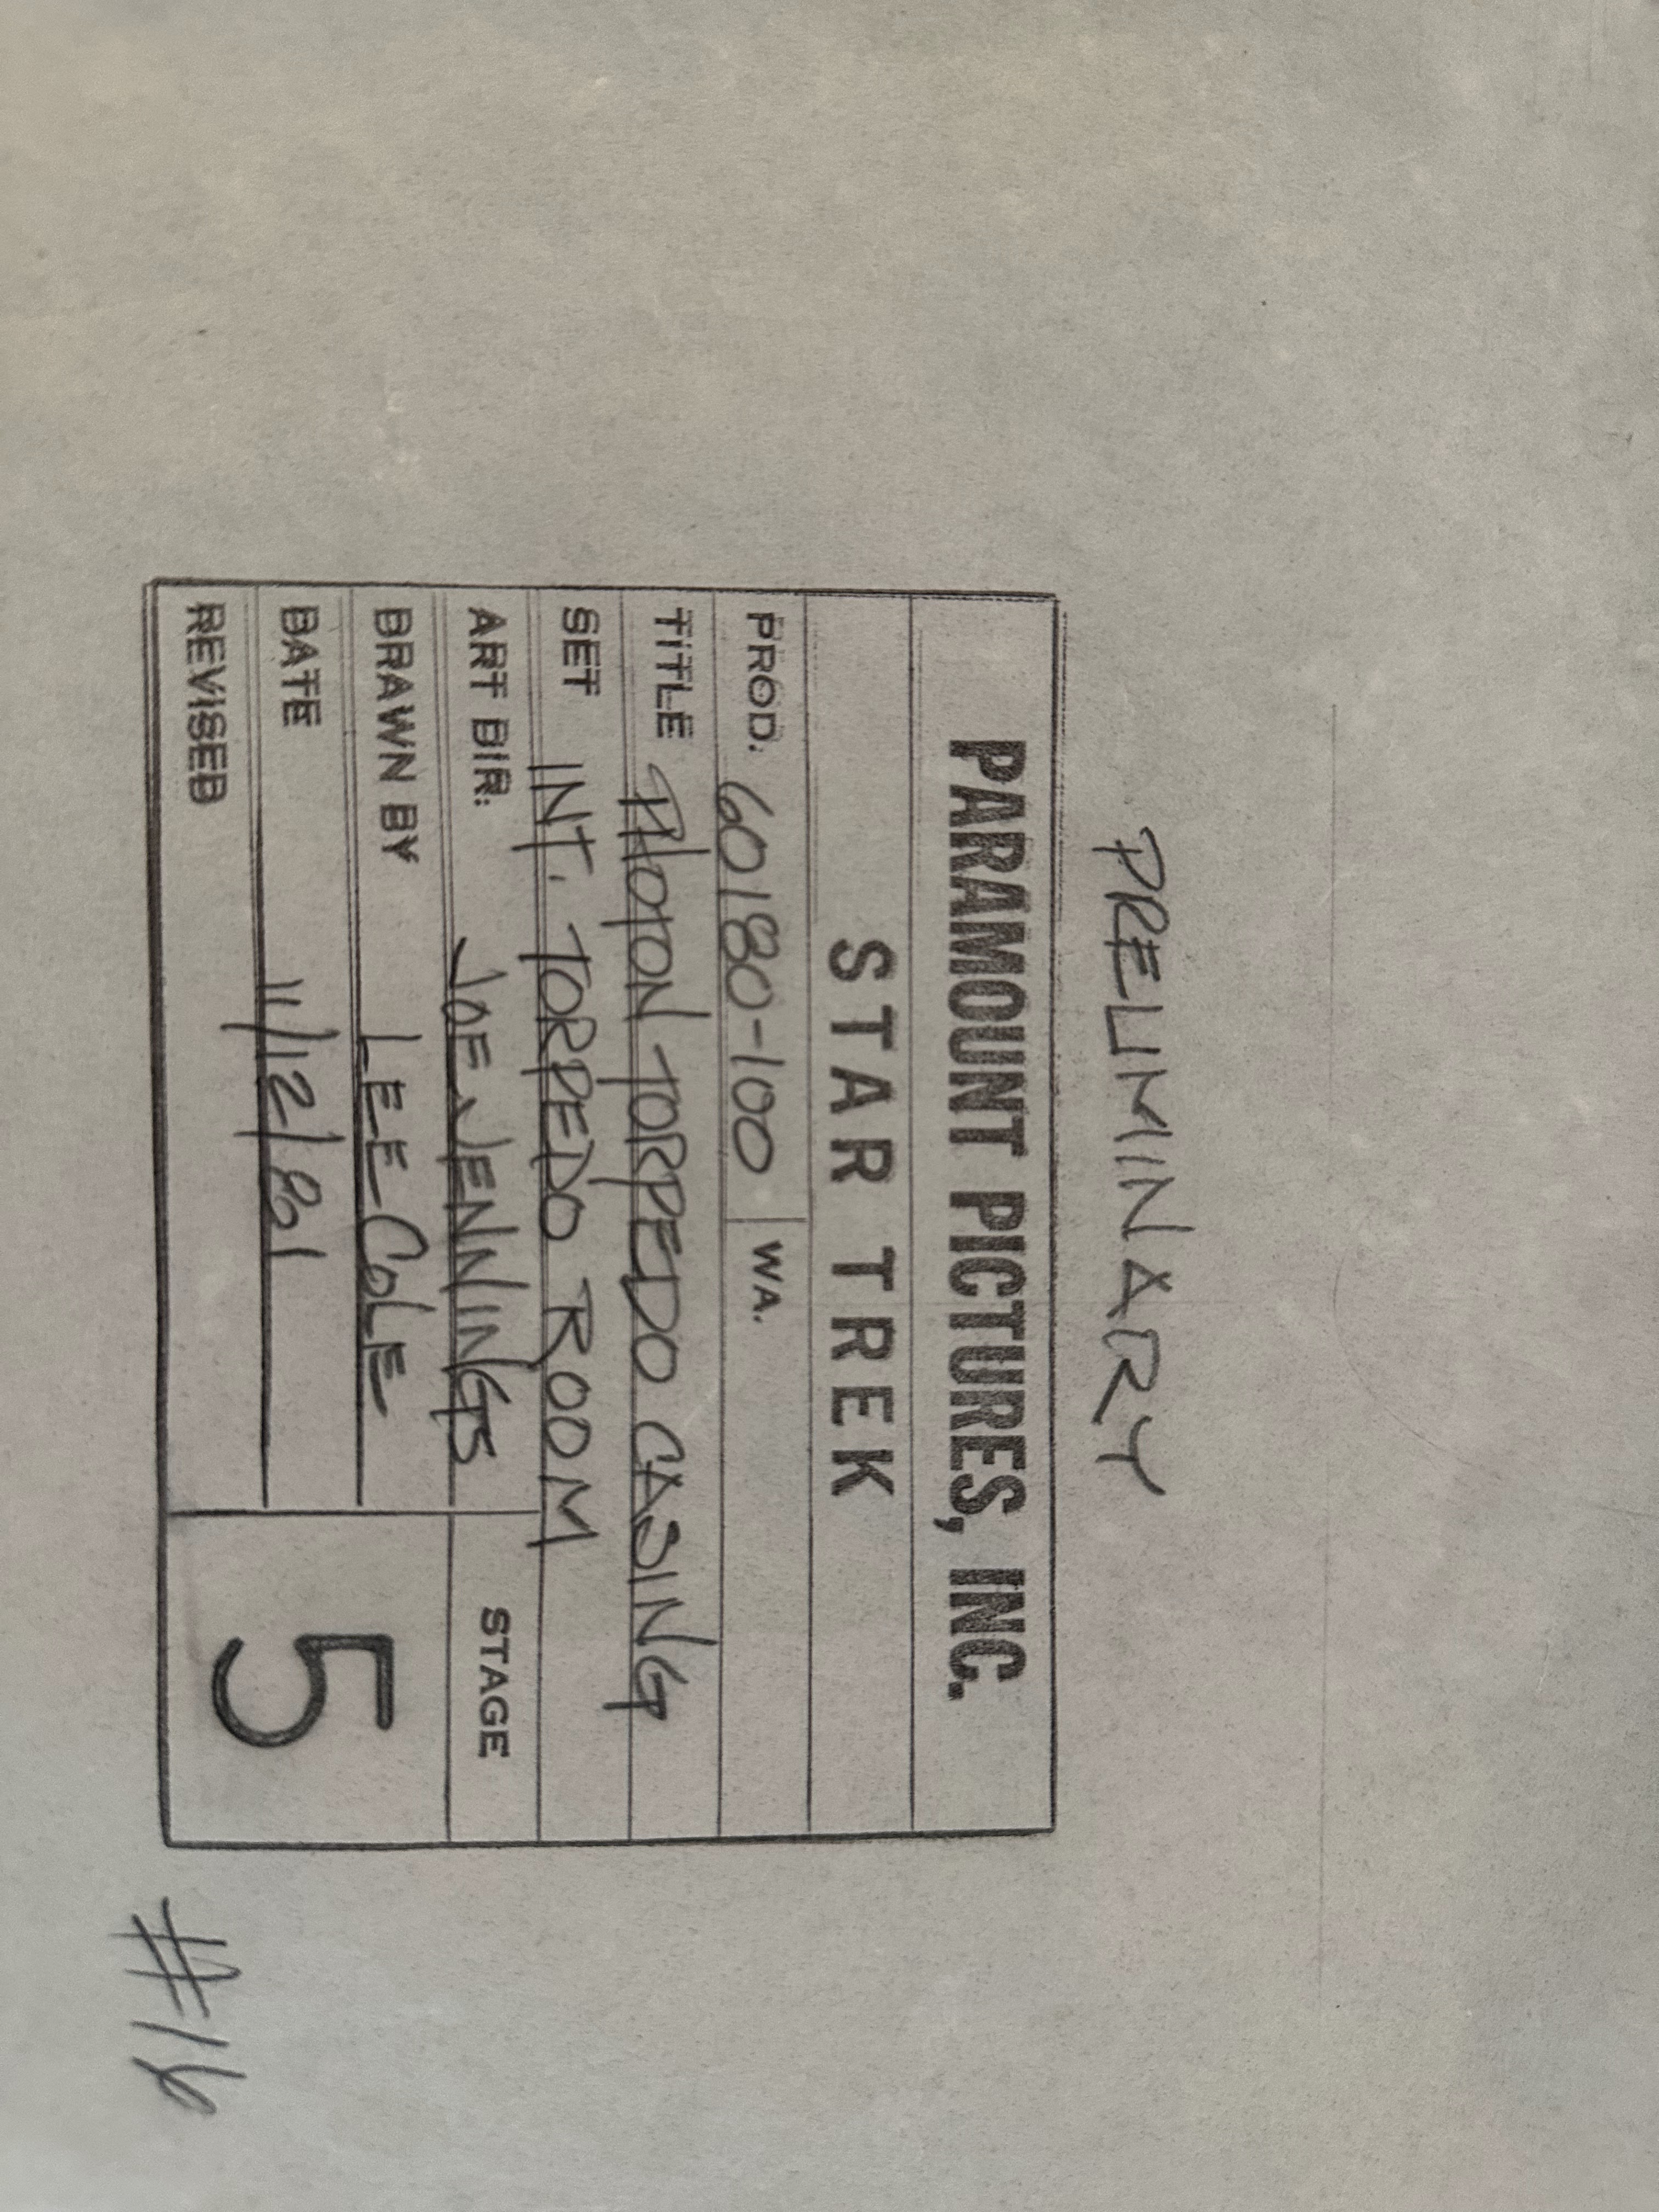 PRELIMINARY
PARAMOUNT PICTURES, INC.
STAR TREK
PROD. 60180-100 WA.
TITLE PHOTON TORPEDO CASING
SET INT. TORPEDO ROOM
ART DIR. JOE JENNINGS STAGE
DRAWN BY LEE COLE
DATE 11/12/81 5
REVISED
#16